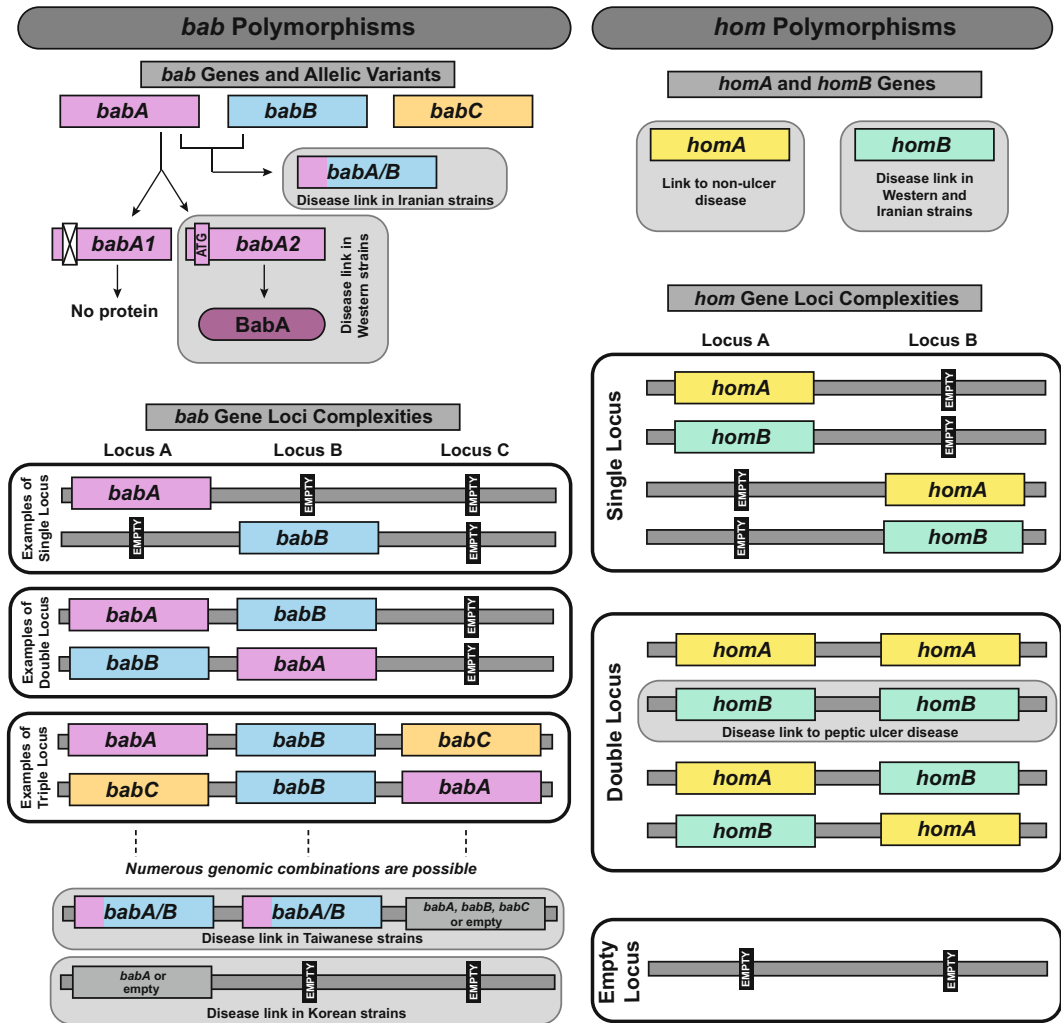 bab Polymorphisms
bab Genes and Allelic Variants
babA
babB
babC
babA/B
Disease link in Iranian strains
babA1
No protein
ATG
babA2
BabA
Disease link in
Western strains
bab Gene Loci Complexities
Locus A
Locus B
Locus C
Examples of
Single Locus
babA
EMPTY
EMPTY
EMPTY
babB
EMPTY
Examples of
Double Locus
babA
babB
EMPTY
babB
babA
EMPTY
Examples of
Triple Locus
babA
babB
babC
babC
babB
babA
Numerous genomic combinations are possible
babA/B
babA/B
babA, babB, babC
or empty
Disease link in Taiwanese strains
babA or
empty
EMPTY
EMPTY
Disease link in Korean strains
hom Polymorphisms
homA and homB Genes
homA
Link to non-ulcer
disease
homB
Disease link in
Western and
Iranian strains
hom Gene Loci Complexities
Locus A
Locus B
Single Locus
homA
EMPTY
homB
EMPTY
EMPTY
homA
EMPTY
homB
Double Locus
homA
homA
homB
homB
Disease link to peptic ulcer disease
homA
homB
homB
homA
Empty
Locus
EMPTY
EMPTY